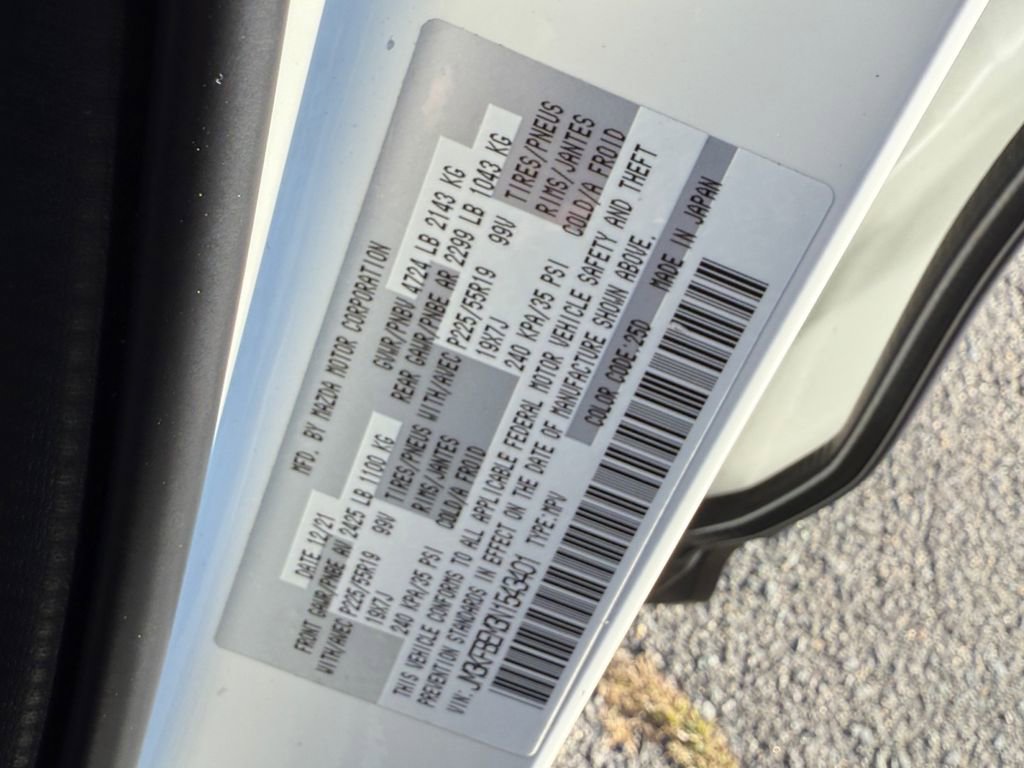 MFD. BY MAZDA MOTOR CORPORATION
DATE 12/21 GVWR/PNBV 4724 LB 2143 KG
FRONT GAWR/PNBE AV 2425 LB 1100 KG REAR GAWR/PNBE AR 2299 LB 1043 KG
WITH/AVEC P225/55R19 99V TIRES/PNEUS WITH/AVEC P225/55R19 99V TIRES/PNEUS
19X7J RIMS/JANTES 19X7J RIMS/JANTES
240 KPA/35 PSI COLD/A FROID 240 KPA/35 PSI COLD/A FROID
THIS VEHICLE CONFORMS TO ALL APPLICABLE FEDERAL MOTOR VEHICLE SAFETY AND THEFT
PREVENTION STANDARDS IN EFFECT ON THE DATE OF MANUFACTURE SHOWN ABOVE.
VIN: TYPE:MPV COLOR CODE:25D MADE IN JAPAN